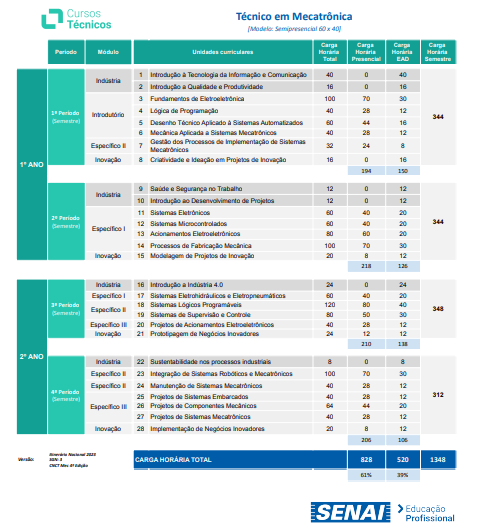 Cursos
Técnicos
Técnico em Mecatrônica
[Modelo: Semipresencial 60 x 40]
Período Módulo Unidades curriculares Carga Horária Total Carga Horária Presencial Carga Horária EAD Carga Horária Semestre
1º ANO
1º Período (Semestre)
Indústria
1 Introdução à Tecnologia da Informação e Comunicação 40 0 40
2 Introdução a Qualidade e Produtividade 16 0 16
Introdutório
3 Fundamentos de Eletroeletrônica 100 70 30
4 Lógica de Programação 40 28 12
5 Desenho Técnico Aplicado à Sistemas Automatizados 60 44 16
6 Mecânica Aplicada a Sistemas Mecatrônicos 40 28 12
Específico II 7 Gestão dos Processos de Implementação de Sistemas Mecatrônicos 32 24 8
Inovação 8 Criatividade e Ideação em Projetos de Inovação 16 0 16
344
194 150
2º Período (Semestre)
Indústria
9 Saúde e Segurança no Trabalho 12 0 12
10 Introdução ao Desenvolvimento de Projetos 12 0 12
Específico I
11 Sistemas Eletrônicos 60 40 20
12 Sistemas Microcontrolados 60 40 20
13 Acionamentos Eletroeletrônicos 80 60 20
14 Processos de Fabricação Mecânica 100 70 30
Inovação 15 Modelagem de Projetos de Inovação 20 8 12
344
218 126
2º ANO
3º Período (Semestre)
Indústria 16 Introdução a Indústria 4.0 24 0 24
Específico I 17 Sistemas Eletrohidráulicos e Eletropneumáticos 60 40 20
Específico II 18 Sistemas Lógicos Programáveis 120 80 40
19 Sistemas de Supervisão e Controle 80 50 30
Específico III 20 Projetos de Acionamentos Eletroeletrônicos 40 28 12
Inovação 21 Prototipagem de Negócios Inovadores 24 12 12
348
210 138
4º Período (Semestre)
Indústria 22 Sustentabilidade nos processos industriais 8 0 8
Específico II 23 Integração de Sistemas Robóticos e Mecatrônicos 100 70 30
Específico II 24 Manutenção de Sistemas Mecatrônicos 40 28 12
Específico III
25 Projetos de Sistemas Embarcados 40 28 12
26 Projetos de Componentes Mecânicos 64 44 20
27 Projetos de Sistemas Mecatrônicos 40 28 12
Inovação 28 Implementação de Negócios Inovadores 20 8 12
312
206 106
Versão:
Itinerário Nacional 2023
CNCT Mec 4ª Edição
CARGA HORÁRIA TOTAL 828 520 1348
61% 39%
SENAI
Educação
Profissional